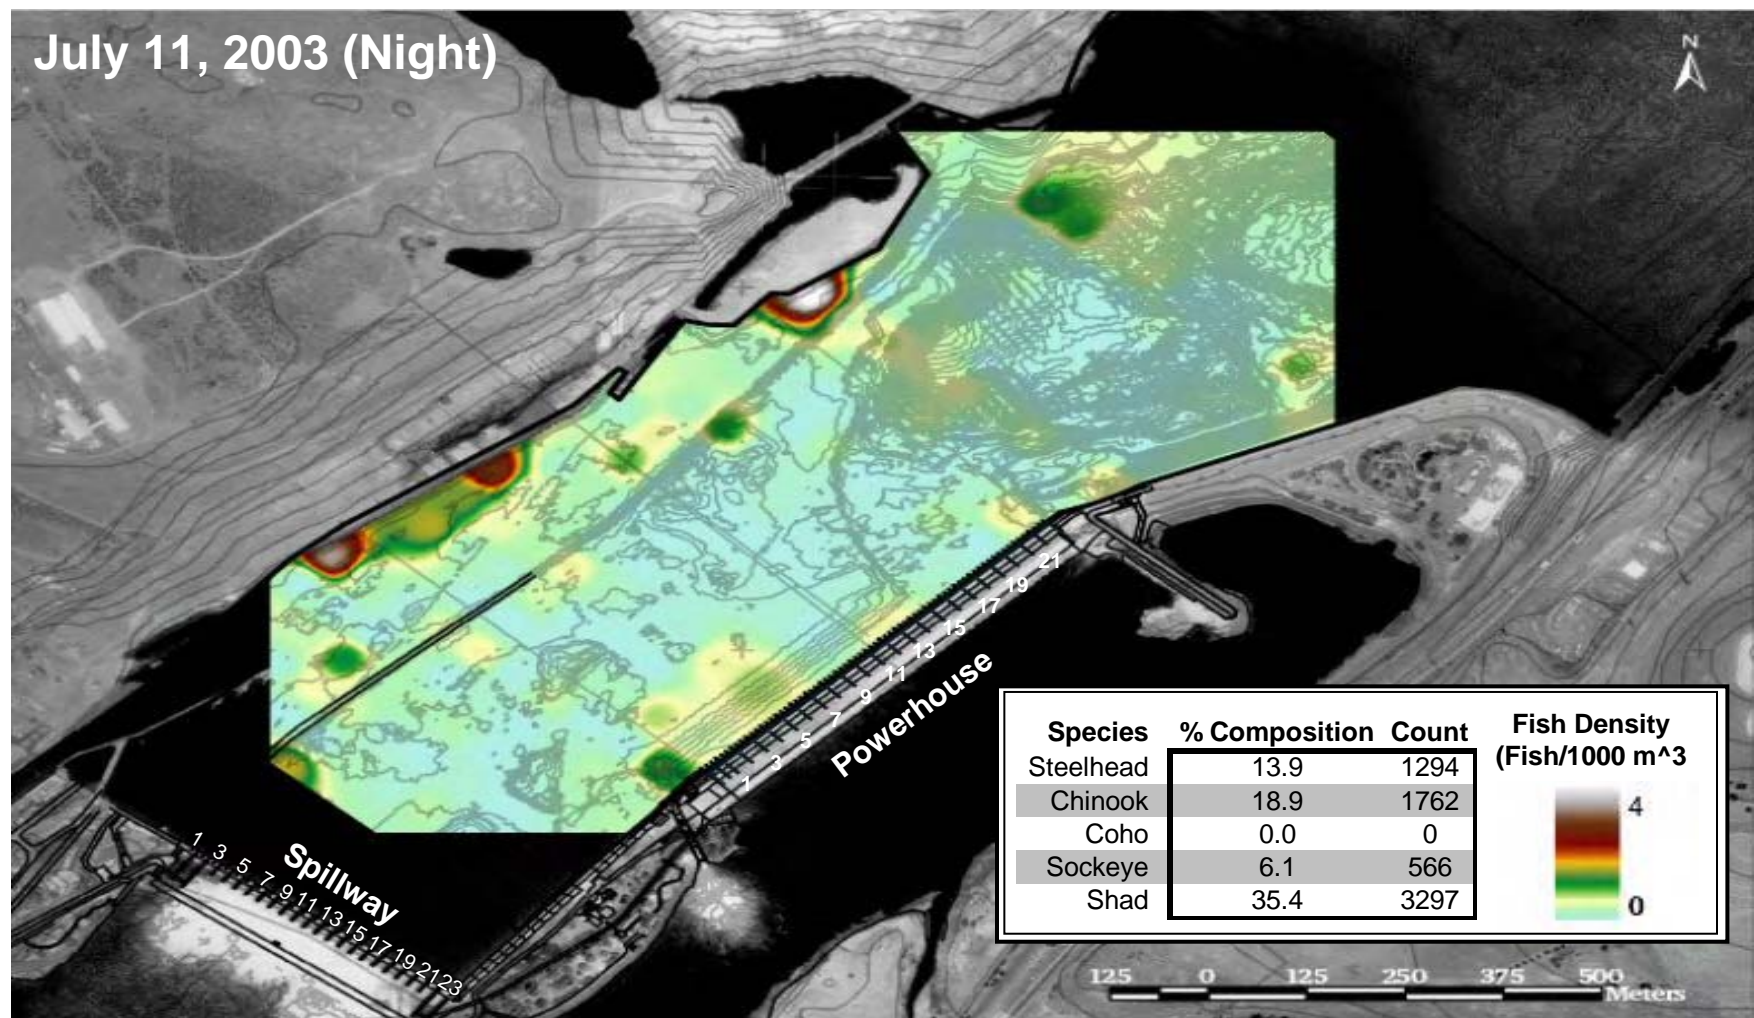 July 11, 2003 (Night)
N
21
19
17
15
13
11
9
7
5
3
1
Powerhouse
Spillway
1 3 5 7 9 11 13 15 17 19 21 23
Species % Composition Count
Steelhead 13.9 1294
Chinook 18.9 1762
Coho 0.0 0
Sockeye 6.1 566
Shad 35.4 3297
Fish Density
(Fish/1000 m^3
4
0
125 0 125 250 375 500
Meters